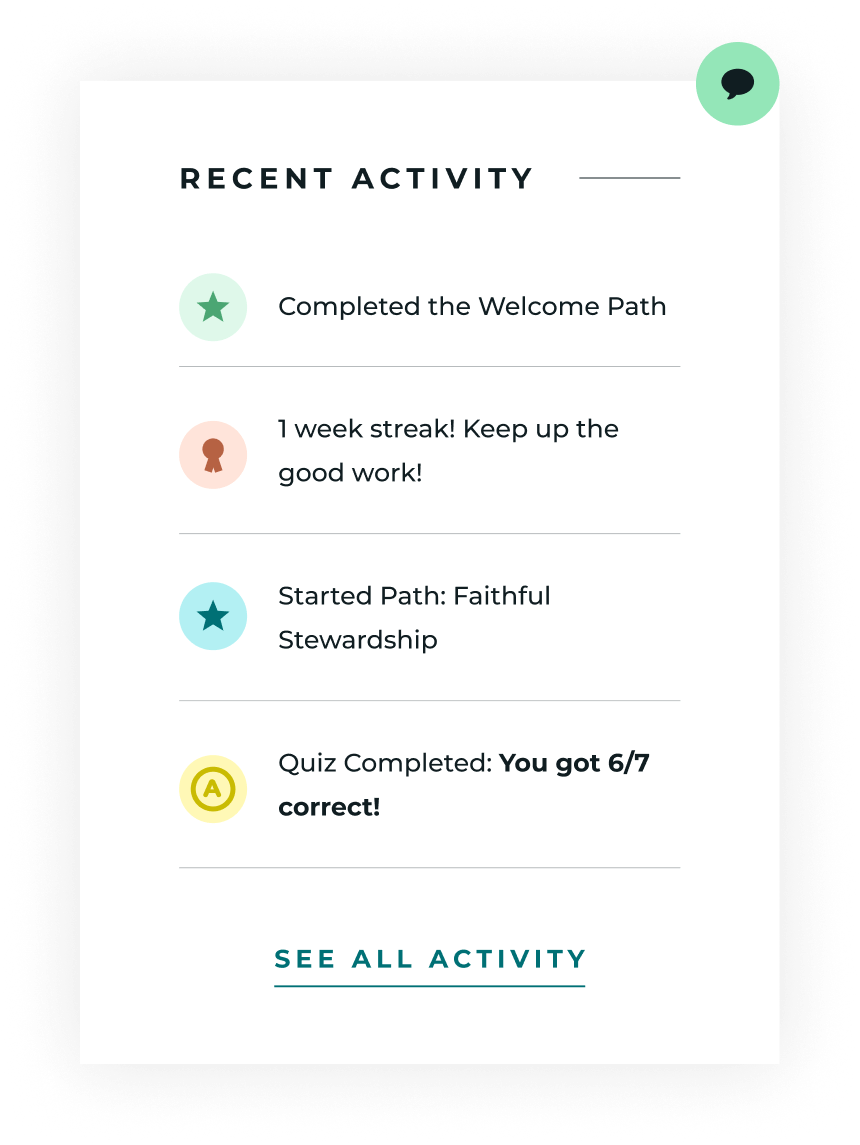 RECENT ACTIVITY
Completed the Welcome Path
1 week streak! Keep up the
good work!
Started Path: Faithful
Stewardship
A
Quiz Completed: You got 6/7
correct!
SEE ALL ACTIVITY